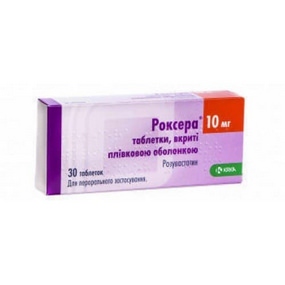 Роксера® 10 мг
таблетки, вкриті
плівковою оболонкою
Розувастатин
30 таблеток
Для перорального застосування.
KRKA